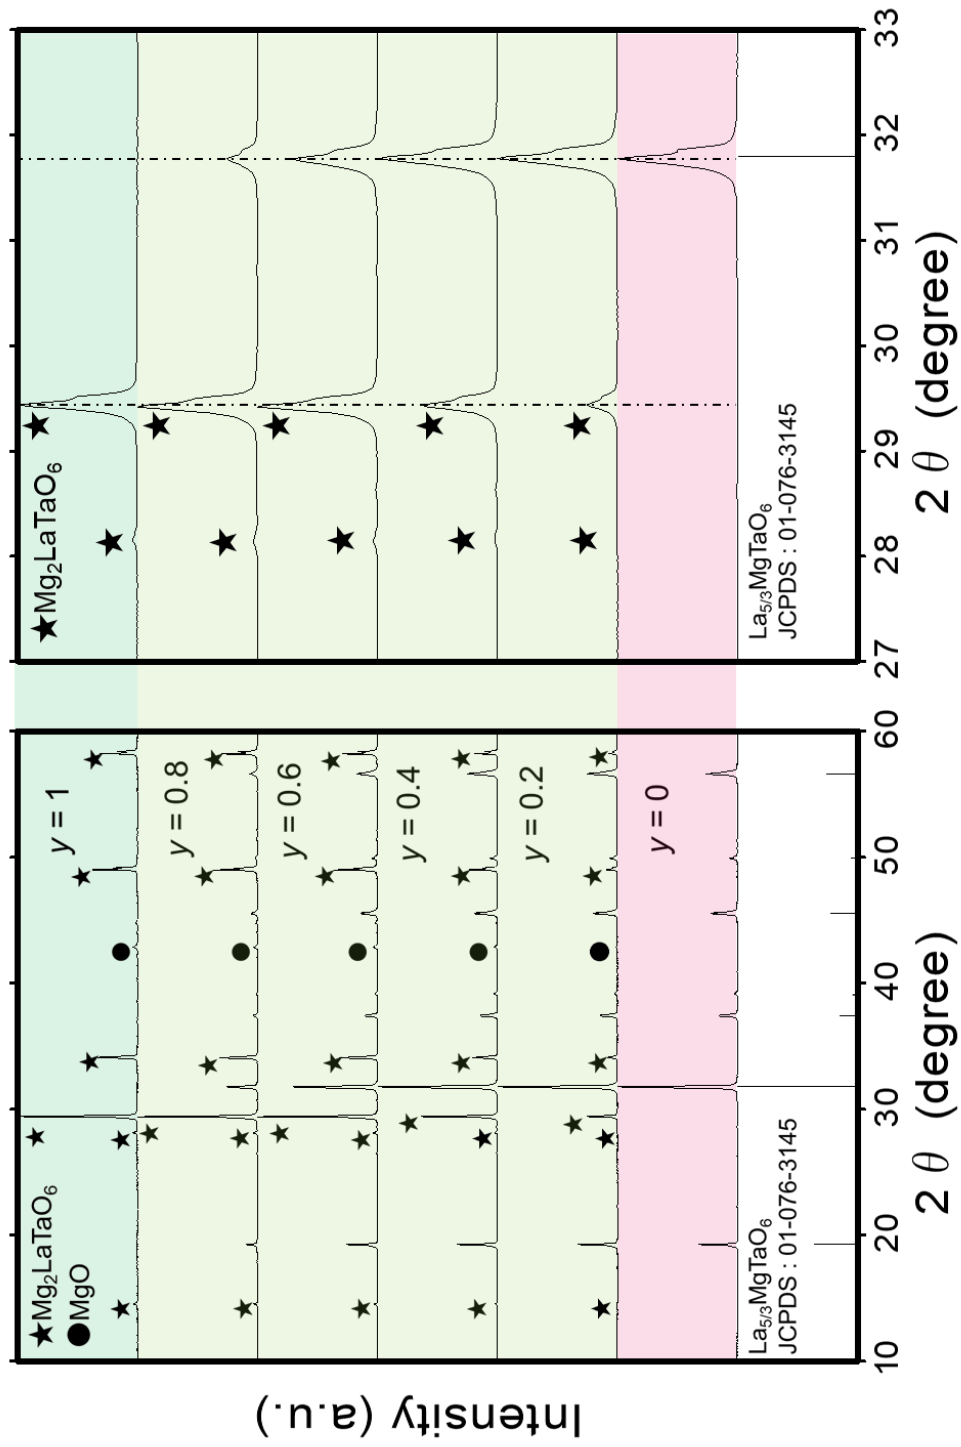 Intensity (a.u.)
★Mg₂LaTaO₆
●MgO
y = 1
y = 0.8
y = 0.6
y = 0.4
y = 0.2
y = 0
La₅/₃MgTaO₆
JCPDS : 01-076-3145
10 20 30 40 50 60
2 θ (degree)
★Mg₂LaTaO₆
La₅/₃MgTaO₆
JCPDS : 01-076-3145
27 28 29 30 31 32 33
2 θ (degree)